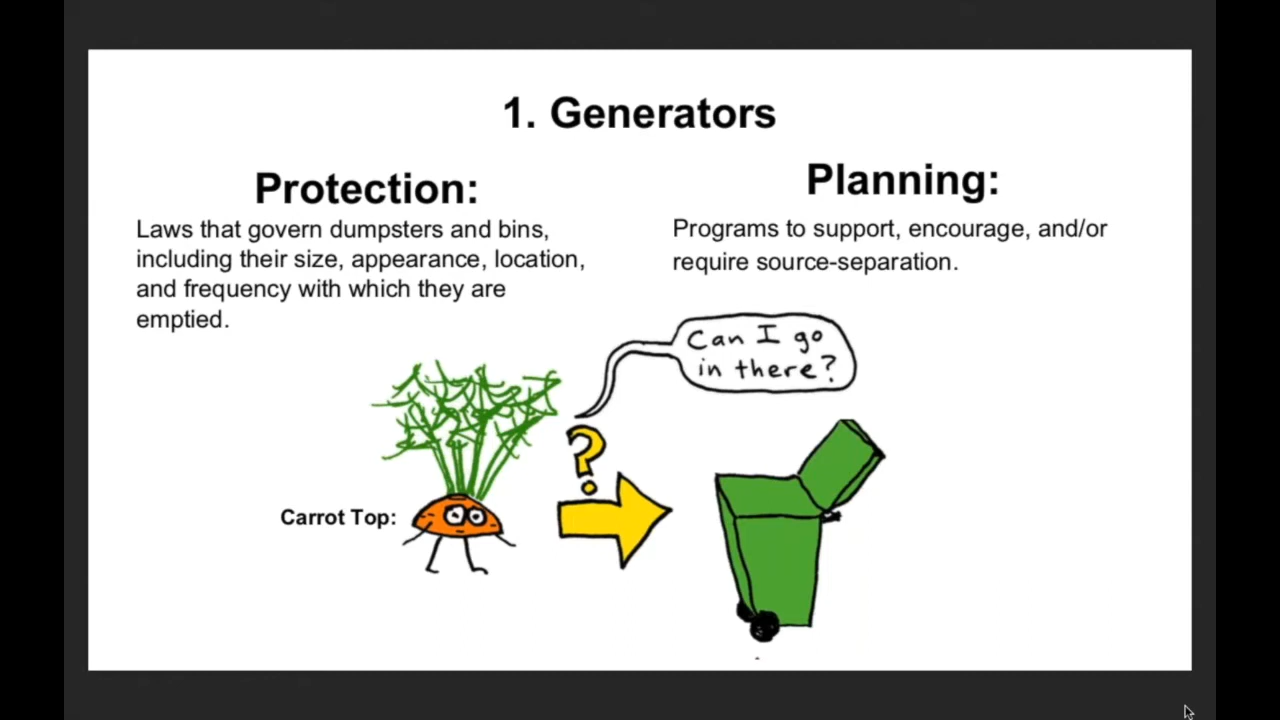 1. Generators
Protection:
Laws that govern dumpsters and bins,
including their size, appearance, location,
and frequency with which they are
emptied.
Planning:
Programs to support, encourage, and/or
require source-separation.
Can I go
in there?
?
Carrot Top: